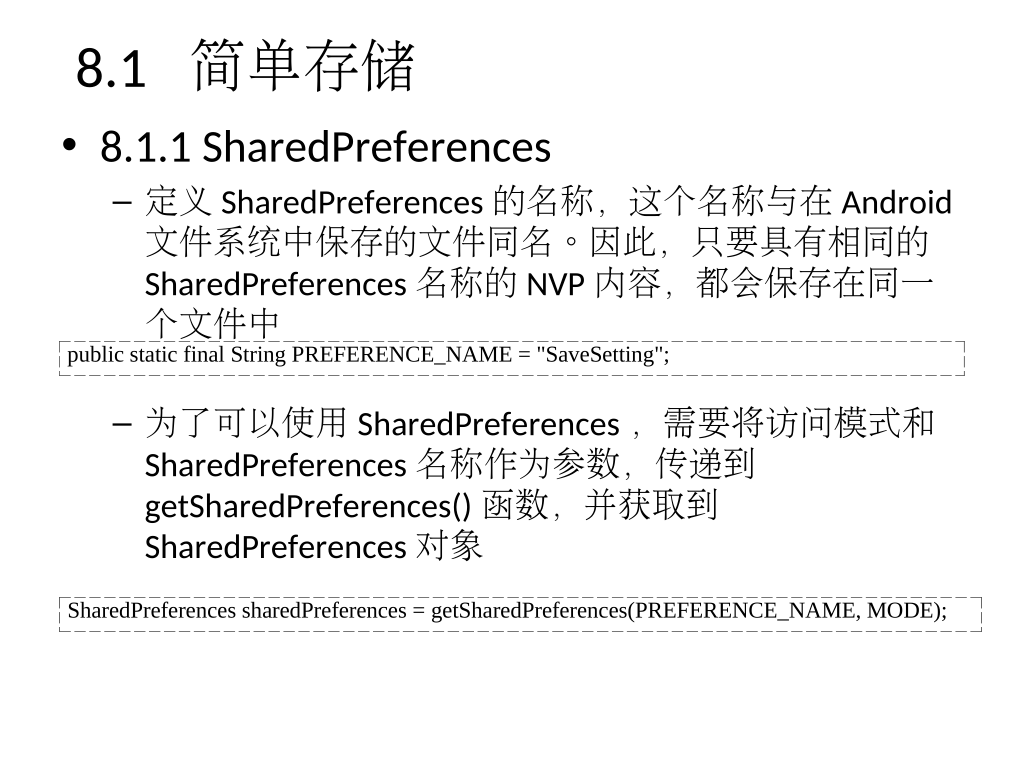 8.1 简单存储
• 8.1.1 SharedPreferences
– 定义 SharedPreferences 的名称，这个名称与在 Android
文件系统中保存的文件同名。因此，只要具有相同的
SharedPreferences 名称的 NVP 内容，都会保存在同一
个文件中
public static final String PREFERENCE_NAME = "SaveSetting";
– 为了可以使用 SharedPreferences ，需要将访问模式和
SharedPreferences 名称作为参数，传递到
getSharedPreferences() 函数，并获取到
SharedPreferences 对象
SharedPreferences sharedPreferences = getSharedPreferences(PREFERENCE_NAME, MODE);